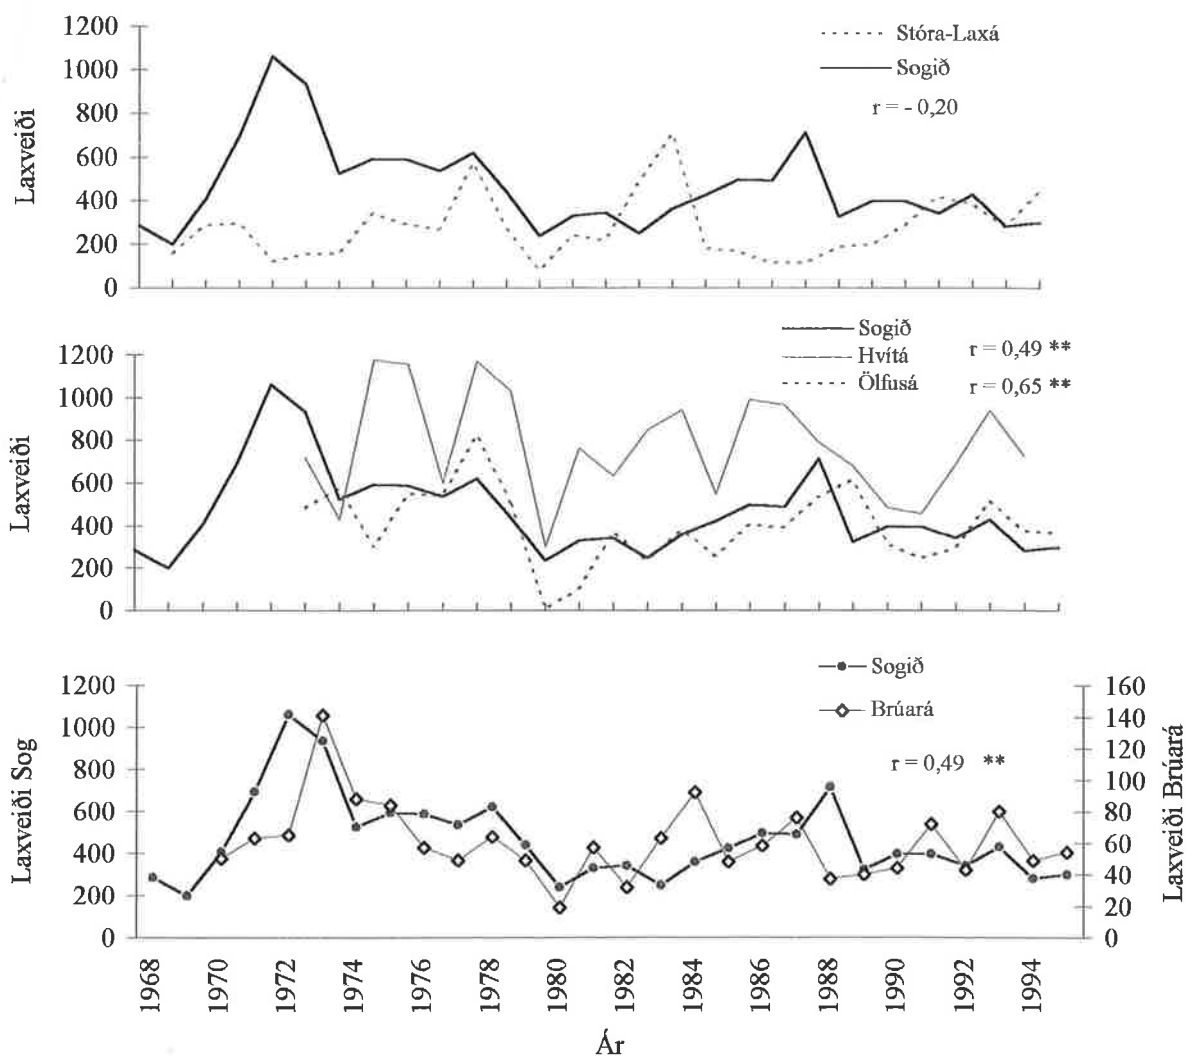 1200
1000
800
600
400
200
0
Laxveiði
Stóra-Laxá
Sogið
r = - 0,20
1200
1000
800
600
400
200
0
Laxveiði
Sogið
Hvítá r = 0,49 **
Ölfusá r = 0,65 **
1200
1000
800
600
400
200
0
Laxveiði Sog
Sogið
Brúará
r = 0,49 **
160
140
120
100
80
60
40
20
0
Laxveiði Brúará
1968 1970 1972 1974 1976 1978 1980 1982 1984 1986 1988 1990 1992 1994
Ár